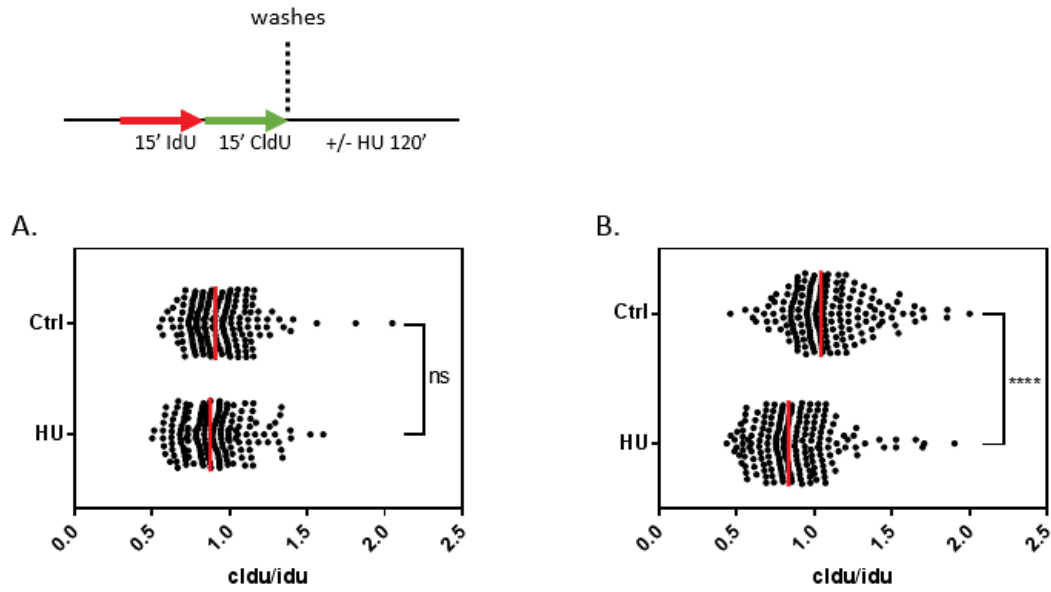 washes
15’ IdU 15’ CldU +/- HU 120’
A.
Ctrl
HU
ns
0.0 0.5 1.0 1.5 2.0 2.5
cldu/idu
B.
Ctrl
HU
****
0.0 0.5 1.0 1.5 2.0 2.5
cldu/idu